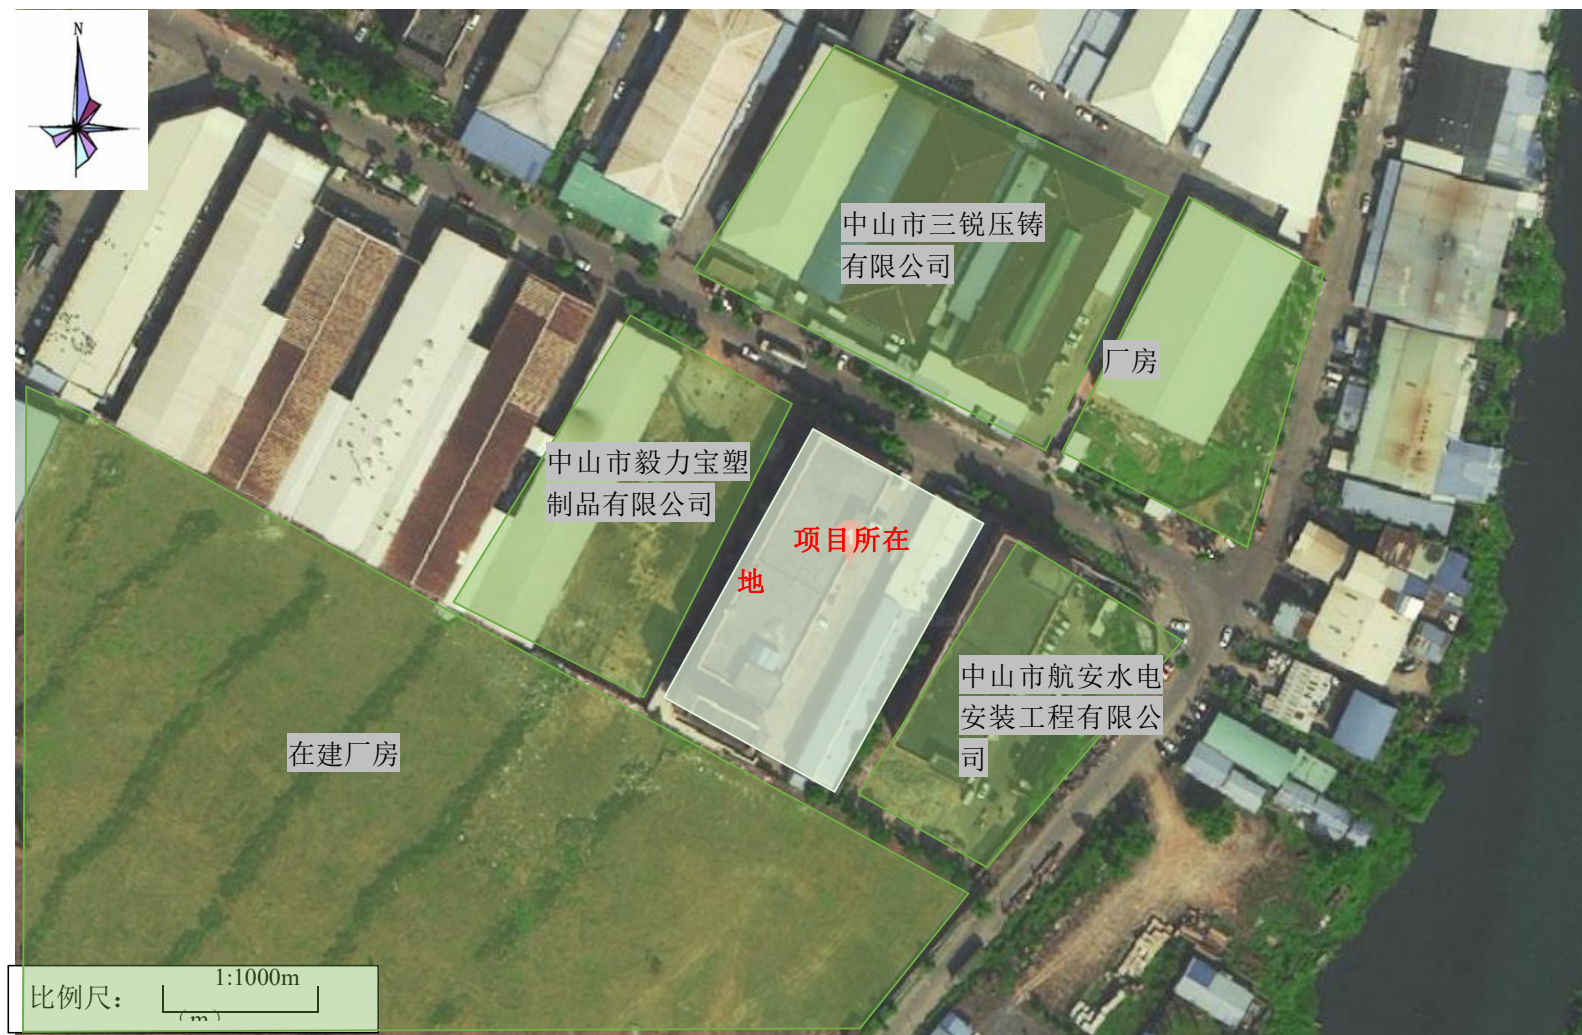 N
中山市三锐压铸
有限公司
厂房
中山市毅力宝塑
制品有限公司
项目所在
地
中山市航安水电
安装工程有限公
司
在建厂房
1:1000m
比例尺：
（m）